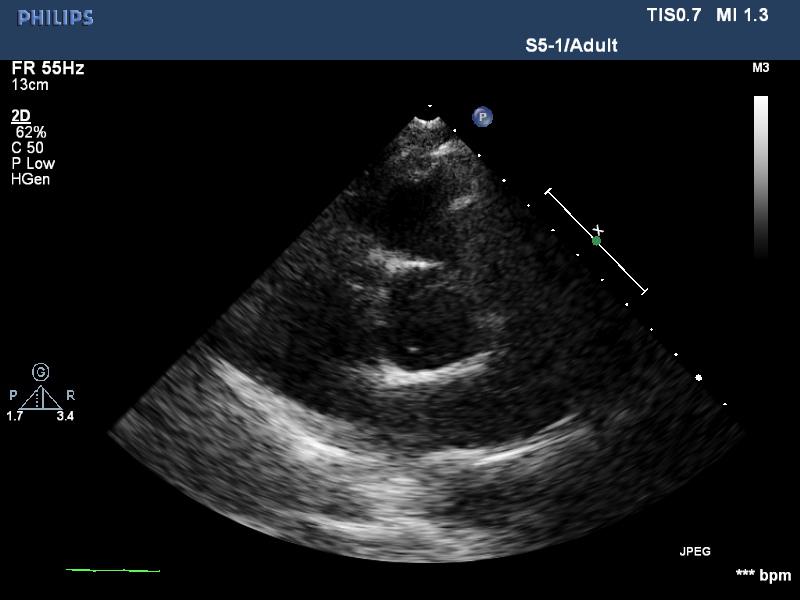 PHILIPS
TIS0.7 MI 1.3
S5-1/Adult
FR 55Hz
13cm
M3
2D
62%
C 50
P Low
HGen
P
G
P R
1.7 3.4
JPEG
*** bpm